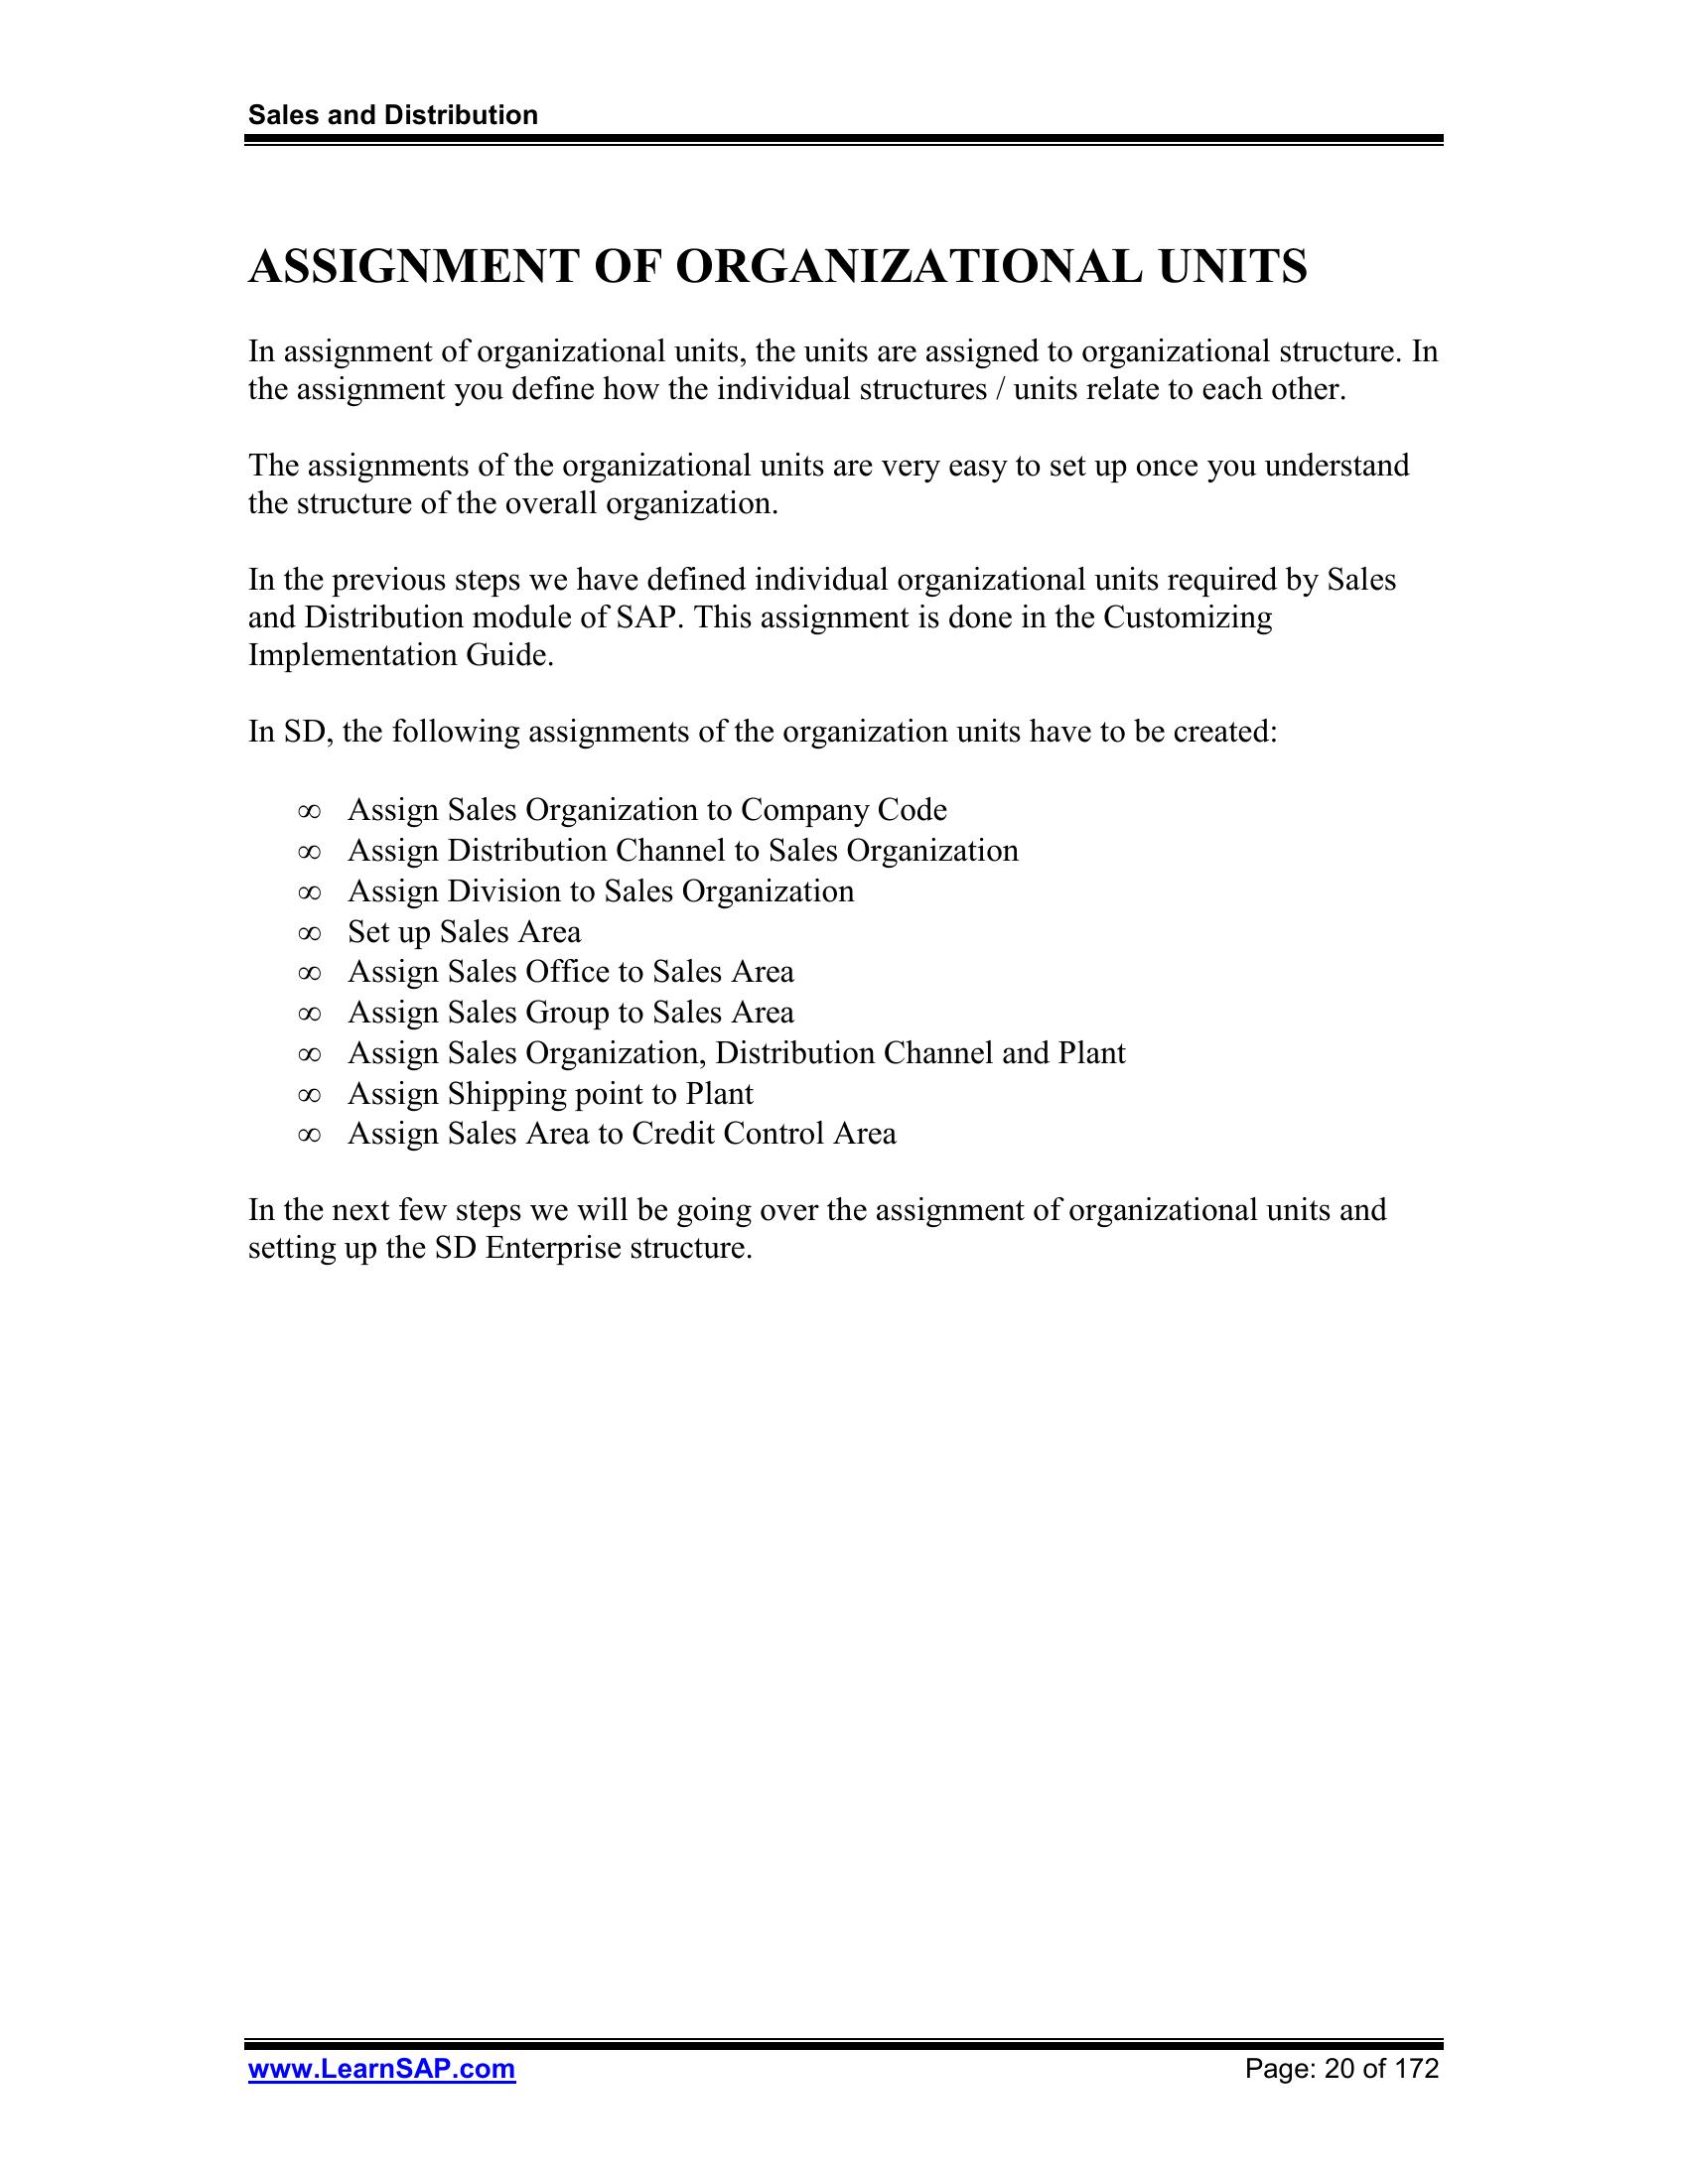 Sales and Distribution
ASSIGNMENT OF ORGANIZATIONAL UNITS
In assignment of organizational units, the units are assigned to organizational structure. In
the assignment you define how the individual structures / units relate to each other.
The assignments of the organizational units are very easy to set up once you understand
the structure of the overall organization.
In the previous steps we have defined individual organizational units required by Sales
and Distribution module of SAP. This assignment is done in the Customizing
Implementation Guide.
In SD, the following assignments of the organization units have to be created:
∞ Assign Sales Organization to Company Code
∞ Assign Distribution Channel to Sales Organization
∞ Assign Division to Sales Organization
∞ Set up Sales Area
∞ Assign Sales Office to Sales Area
∞ Assign Sales Group to Sales Area
∞ Assign Sales Organization, Distribution Channel and Plant
∞ Assign Shipping point to Plant
∞ Assign Sales Area to Credit Control Area
In the next few steps we will be going over the assignment of organizational units and
setting up the SD Enterprise structure.
www.LearnSAP.com Page: 20 of 172